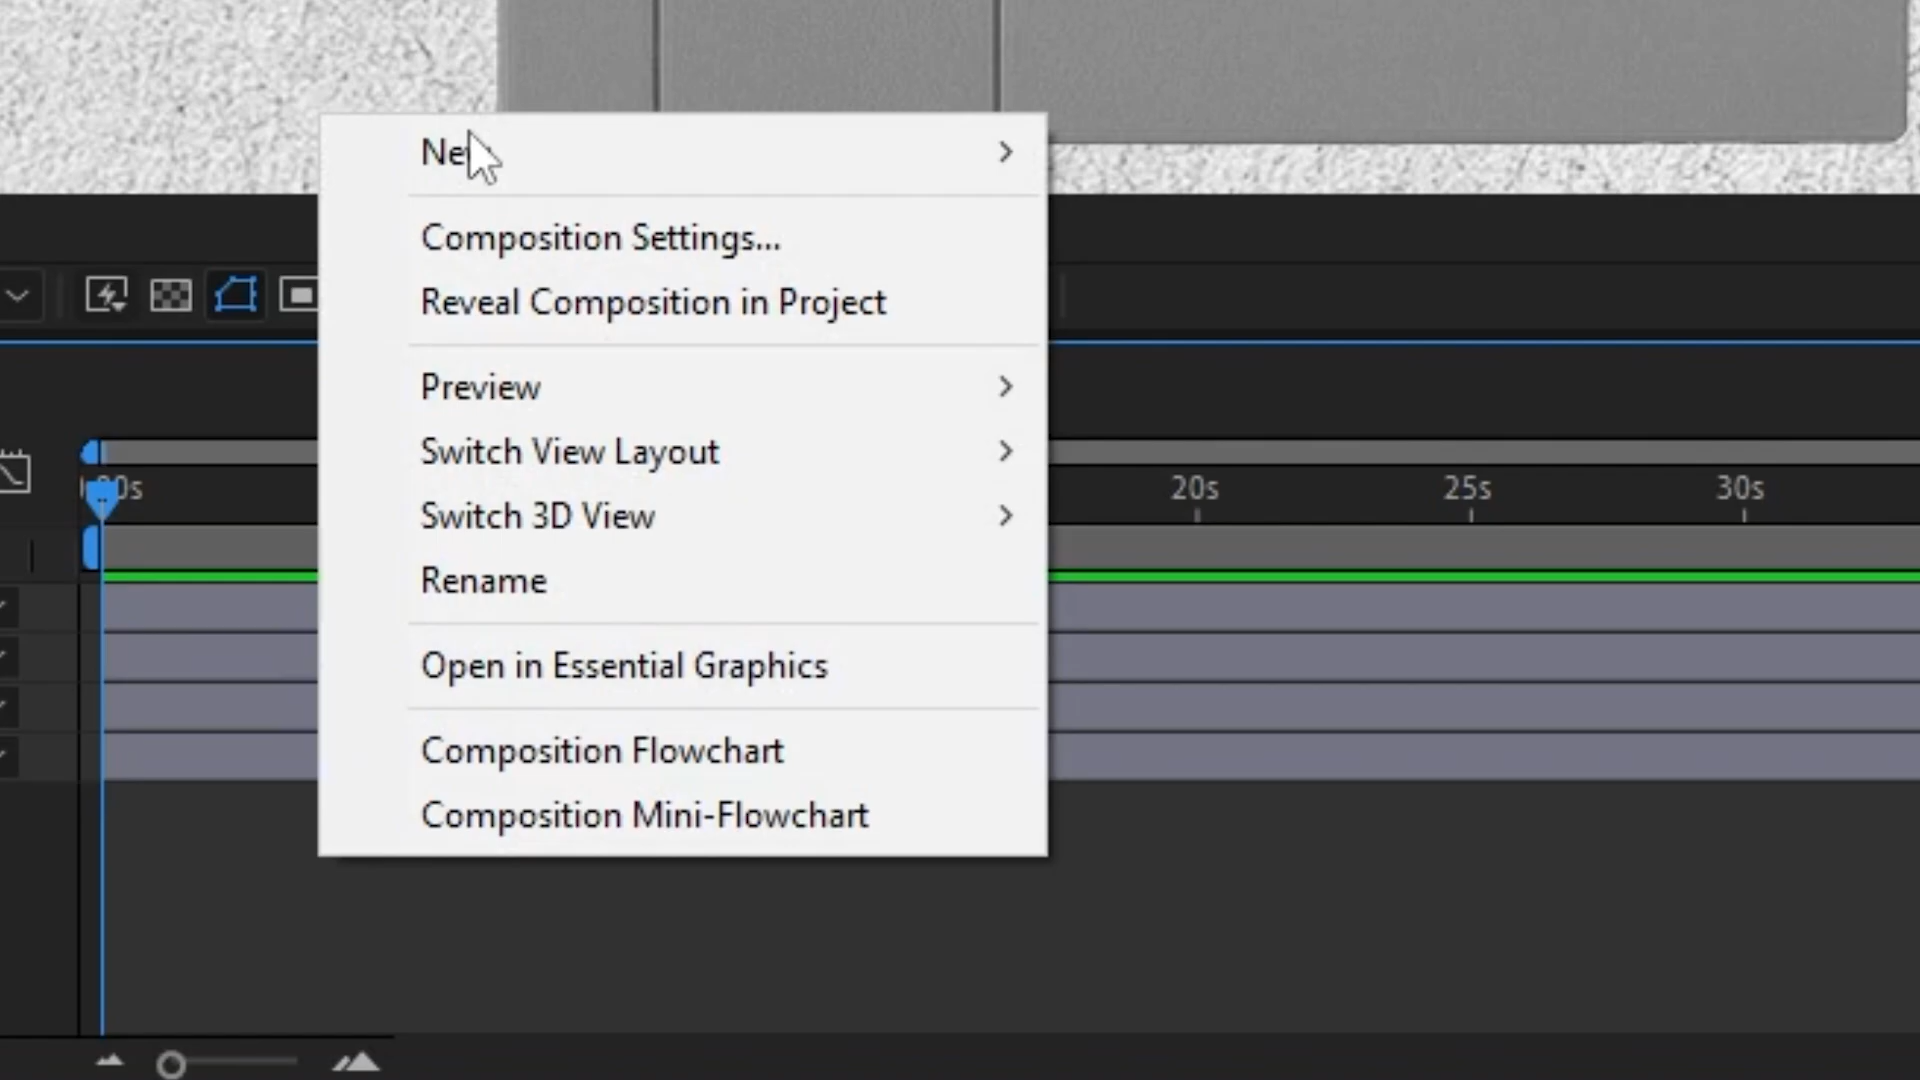 New
Composition Settings...
Reveal Composition in Project
Preview
Switch View Layout
Switch 3D View
20s
25s
30s
Rename
Open in Essential Graphics
Composition Flowchart
Composition Mini-Flowchart